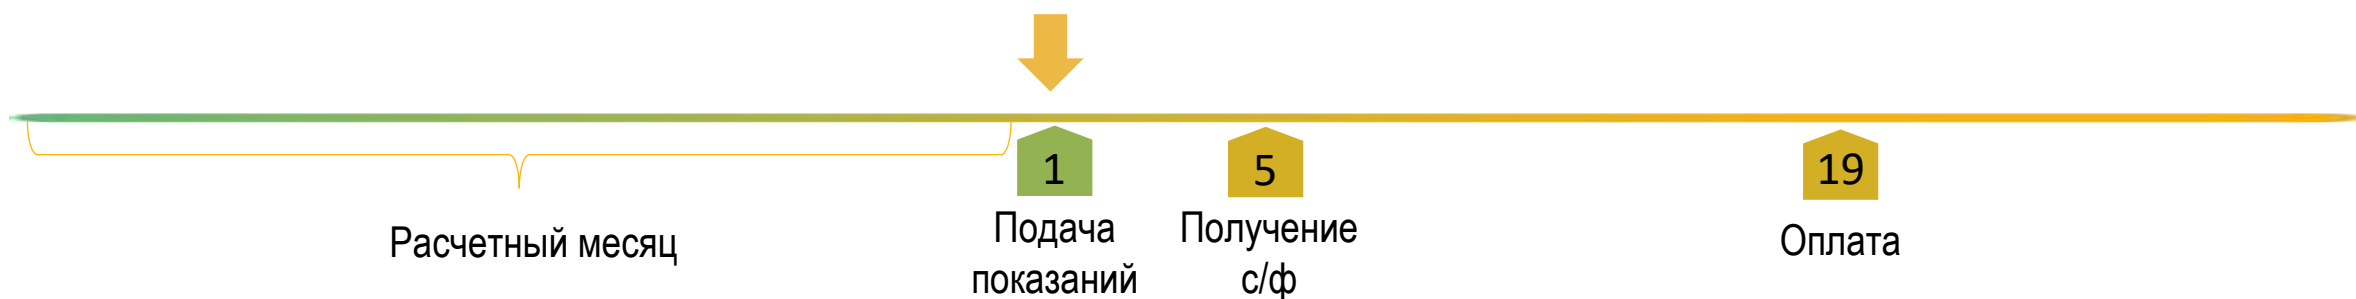 1
5
19
Расчетный месяц
Подача
показаний
Получение
с/ф
Оплата